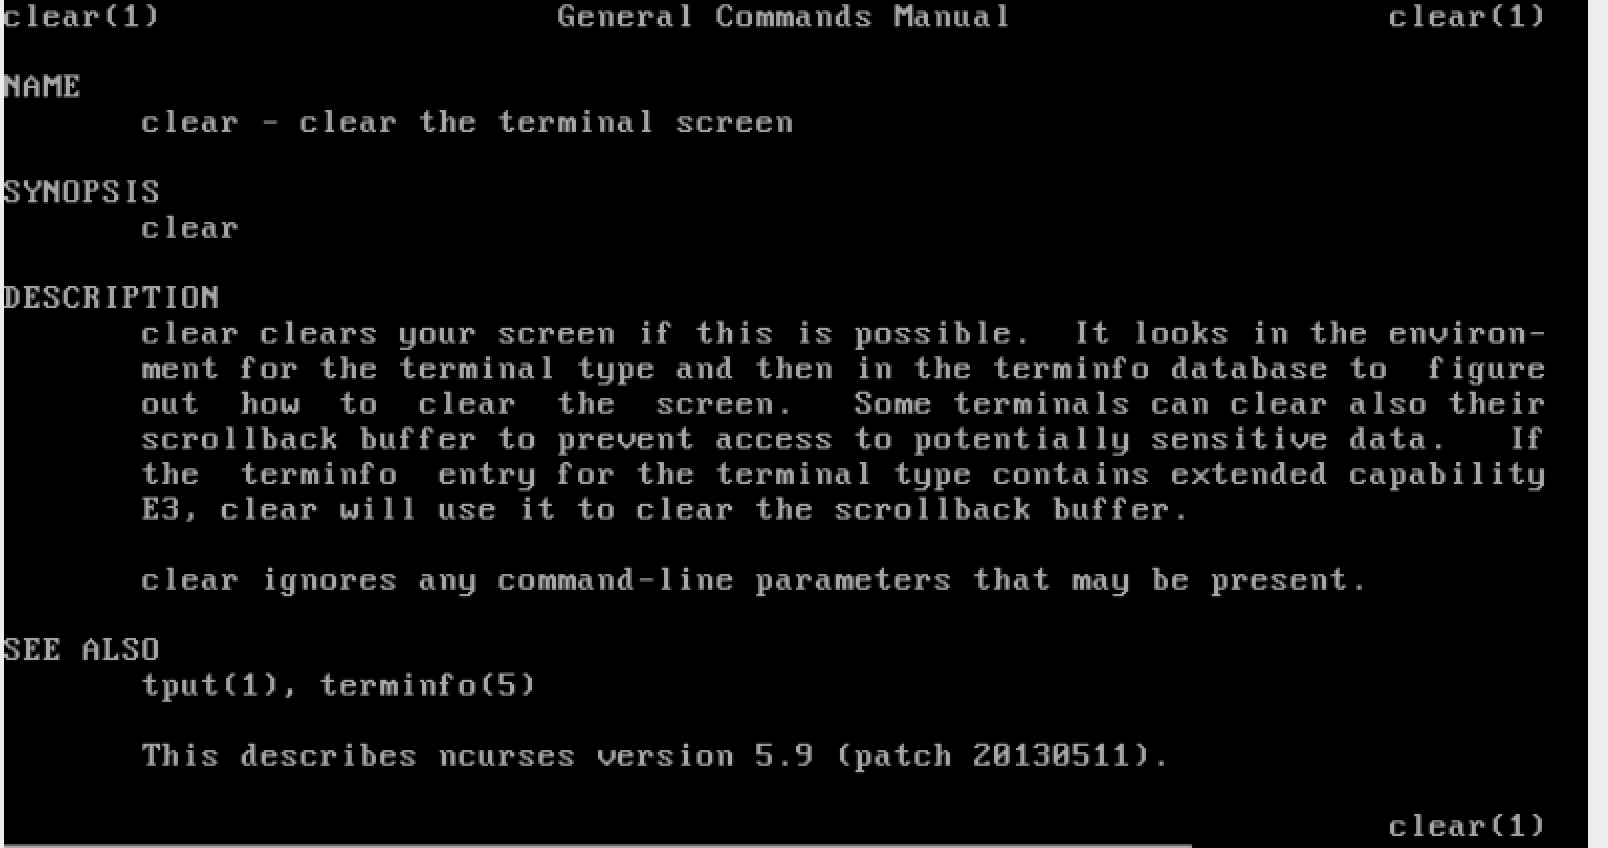 clear(1)                    General Commands Manual                   clear(1)
NAME
       clear - clear the terminal screen
SYNOPSIS
       clear
DESCRIPTION
       clear clears your screen if this is possible.  It looks in the environ-
       ment for the terminal type and then in the terminfo database to  figure
       out  how  to  clear  the  screen.   Some terminals can clear also their
       scrollback buffer to prevent access to potentially sensitive data.   If
       the  terminfo  entry for the terminal type contains extended capability
       E3, clear will use it to clear the scrollback buffer.
       clear ignores any command-line parameters that may be present.
SEE ALSO
       tput(1), terminfo(5)
       This describes ncurses version 5.9 (patch 20130511).
                                                                      clear(1)